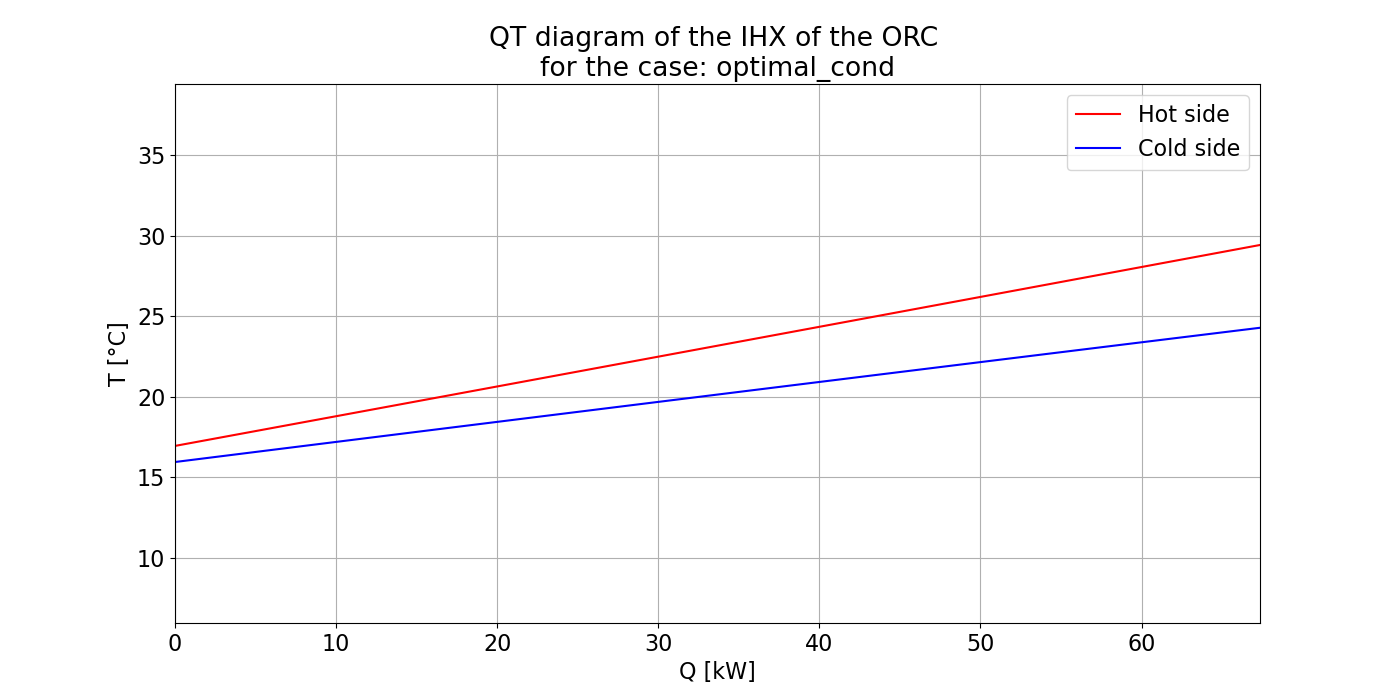 QT diagram of the IHX of the ORC
for the case: optimal_cond
Hot side
Cold side
T [°C]
35
30
25
20
15
10
0
10
20
30
40
50
60
Q [kW]